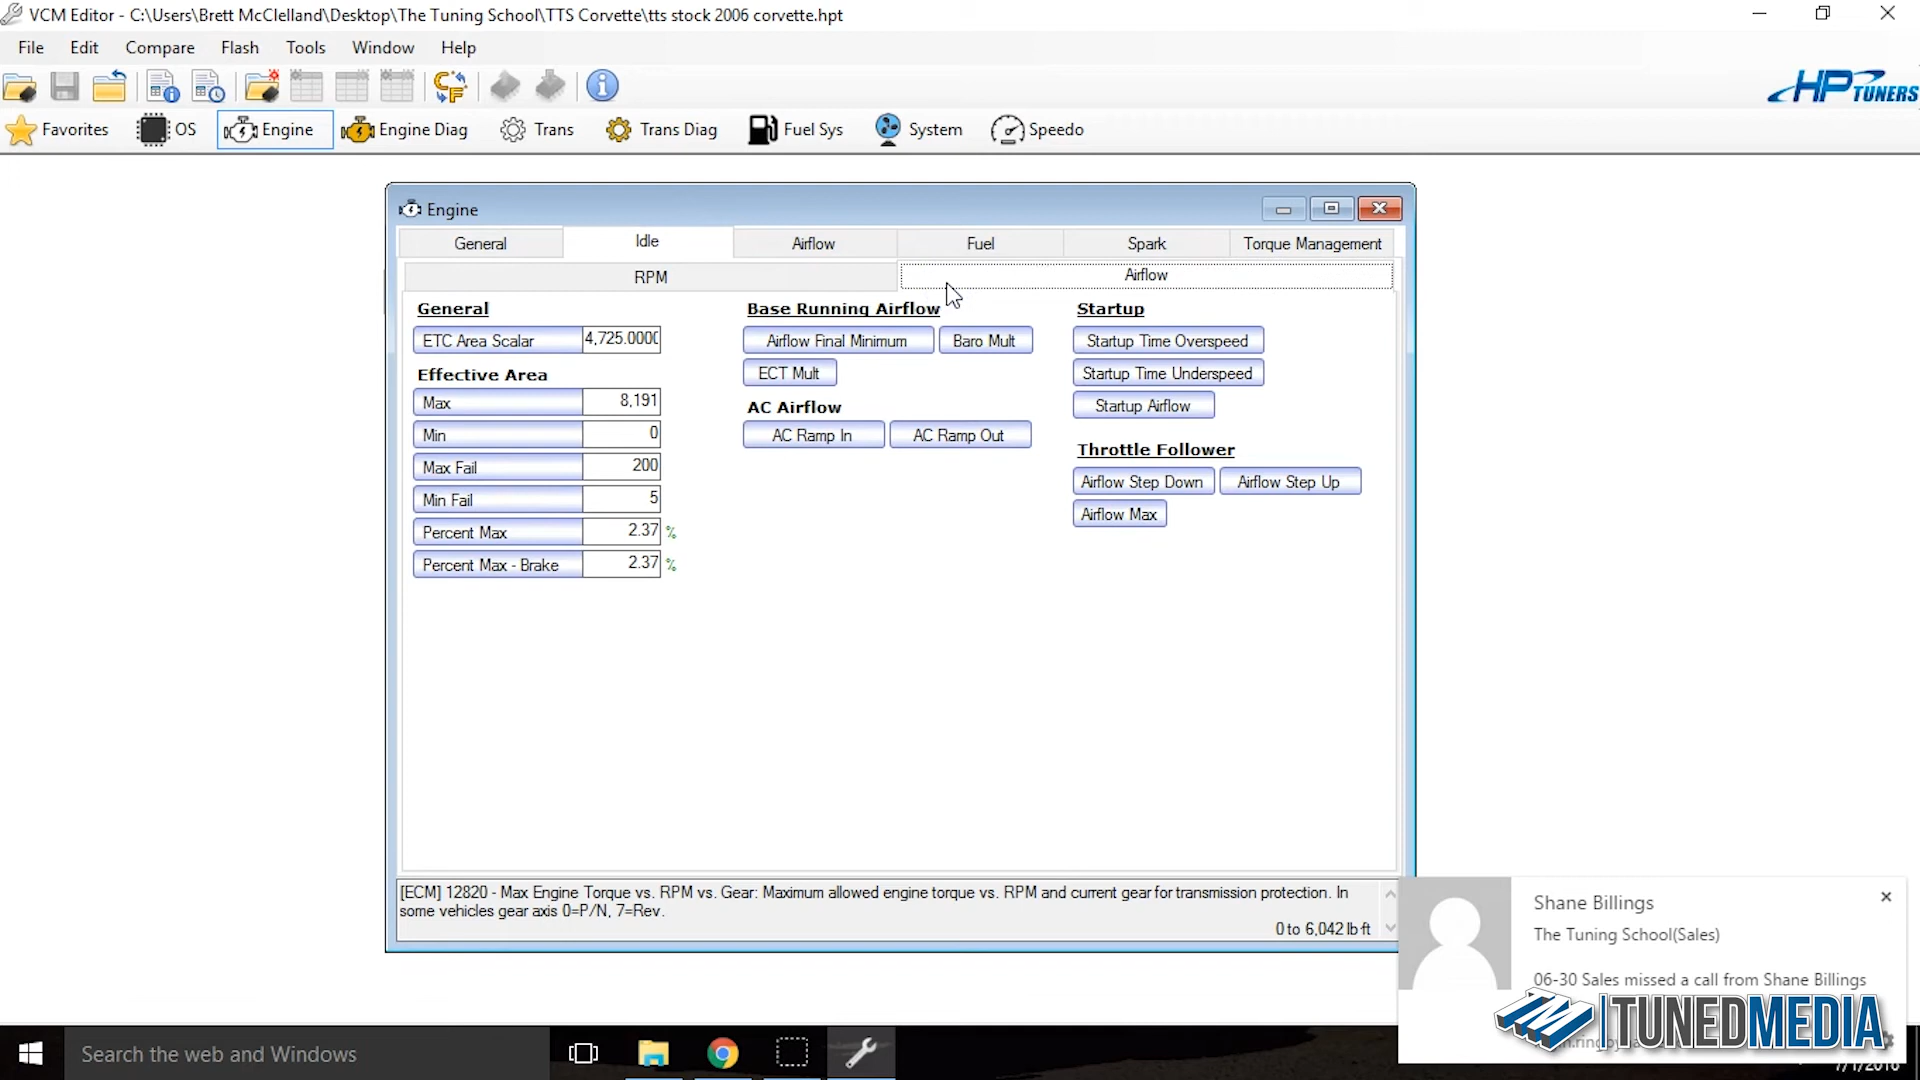 VCM Editor - C:\Users\Brett McClelland\Desktop\The Tuning School\TTS Corvette\tts stock 2006 corvette.hpt
File Edit Compare Flash Tools Window Help
HP TUNERS
Favorites OS Engine Engine Diag Trans Trans Diag Fuel Sys System Speedo
Engine
General Idle Airflow Fuel Spark Torque Management
RPM Airflow
General
ETC Area Scalar 4,725.000
Effective Area
Max 8,191
Min 0
Max Fail 200
Min Fail 5
Percent Max 2.37 %
Percent Max - Brake 2.37 %
Base Running Airflow
Airflow Final Minimum Baro Mult
ECT Mult
AC Airflow
AC Ramp In AC Ramp Out
Startup
Startup Time Overspeed
Startup Time Underspeed
Startup Airflow
Throttle Follower
Airflow Step Down Airflow Step Up
Airflow Max
[ECM] 12820 - Max Engine Torque vs. RPM vs. Gear: Maximum allowed engine torque vs. RPM and current gear for transmission protection. In
some vehicles gear axis 0=P/N, 7=Rev.
0 to 6,042 lb·ft
Shane Billings
The Tuning School(Sales)
06-30 Sales missed a call from Shane Billings
TM TUNEDMEDIA
Search the web and Windows
7/1/2016